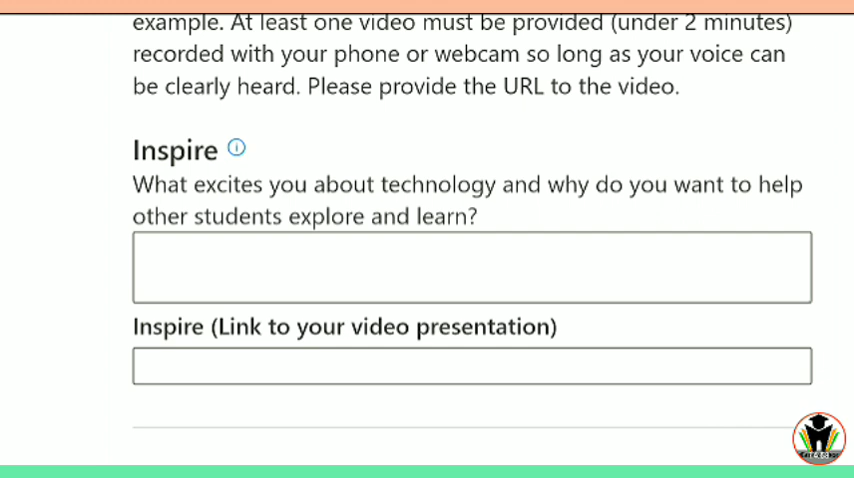 example. At least one video must be provided (under 2 minutes)
recorded with your phone or webcam so long as your voice can
be clearly heard. Please provide the URL to the video.
Inspire
What excites you about technology and why do you want to help
other students explore and learn?
Inspire (Link to your video presentation)